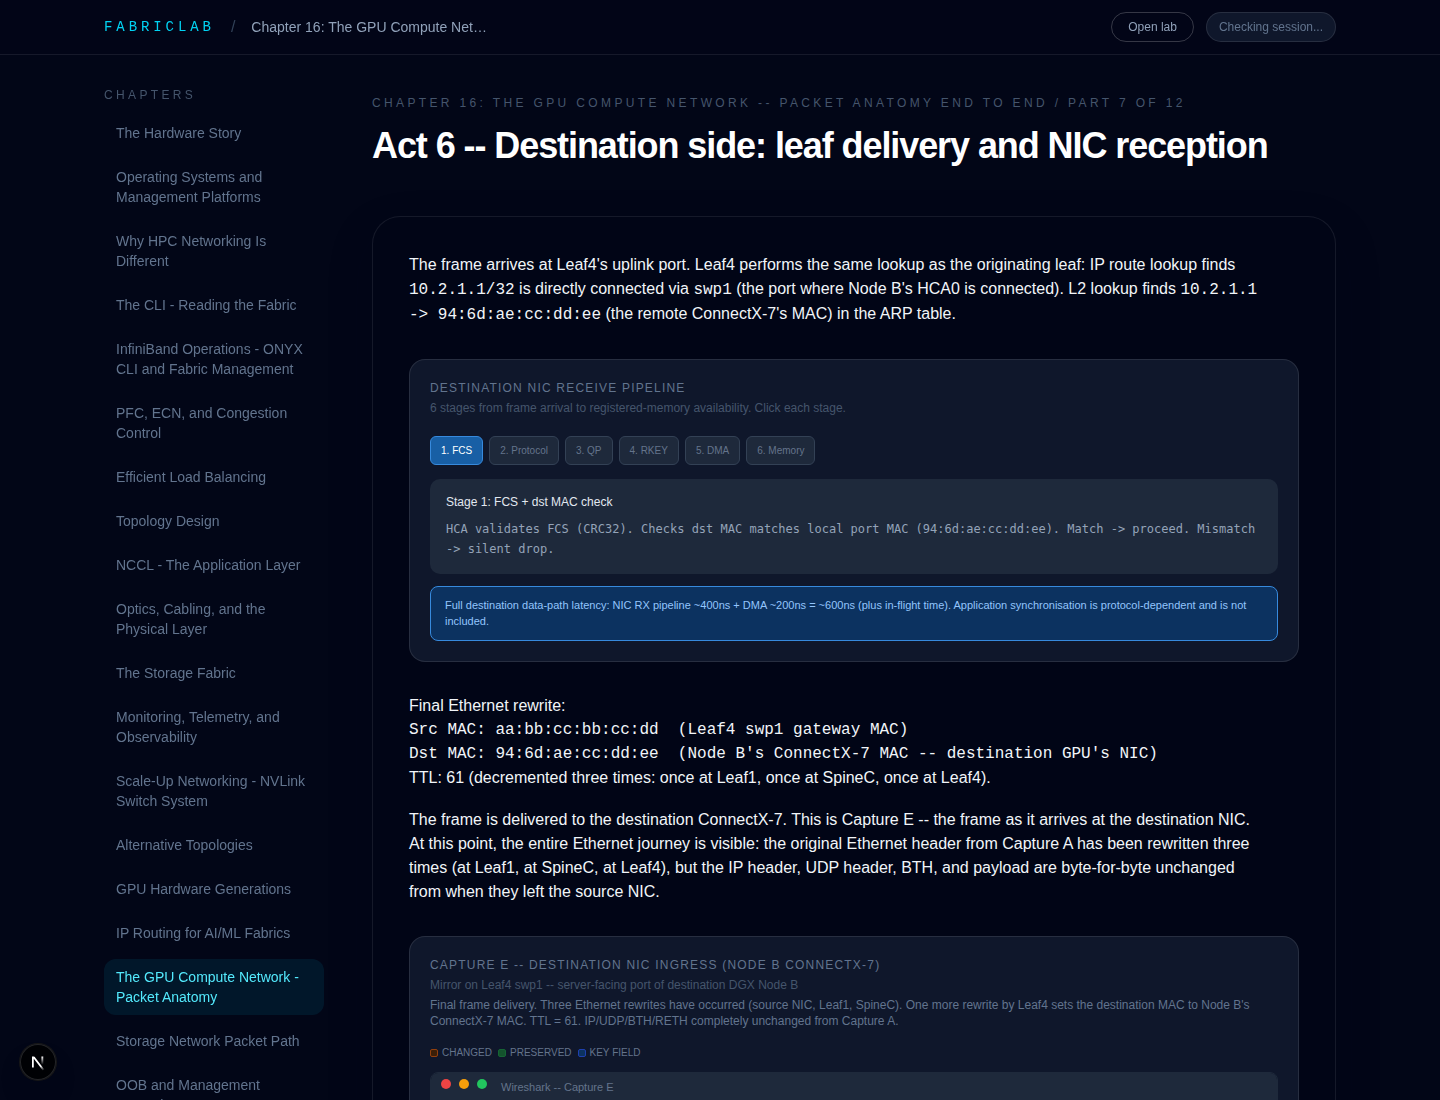 FABRICLAB / Chapter 16: The GPU Compute Net...
Open lab
Checking session...
CHAPTERS
The Hardware Story
Operating Systems and
Management Platforms
Why HPC Networking Is
Different
The CLI - Reading the Fabric
InfiniBand Operations - ONYX
CLI and Fabric Management
PFC, ECN, and Congestion
Control
Efficient Load Balancing
Topology Design
NCCL - The Application Layer
Optics, Cabling, and the
Physical Layer
The Storage Fabric
Monitoring, Telemetry, and
Observability
Scale-Up Networking - NVLink
Switch System
Alternative Topologies
GPU Hardware Generations
IP Routing for AI/ML Fabrics
The GPU Compute Network -
Packet Anatomy
Storage Network Packet Path
OOB and Management
N
CHAPTER 16: THE GPU COMPUTE NETWORK -- PACKET ANATOMY END TO END / PART 7 OF 12
Act 6 -- Destination side: leaf delivery and NIC reception
The frame arrives at Leaf4's uplink port. Leaf4 performs the same lookup as the originating leaf: IP route lookup finds
10.2.1.1/32 is directly connected via swp1 (the port where Node B's HCA0 is connected). L2 lookup finds 10.2.1.1
-> 94:6d:ae:cc:dd:ee (the remote ConnectX-7's MAC) in the ARP table.
DESTINATION NIC RECEIVE PIPELINE
6 stages from frame arrival to registered-memory availability. Click each stage.
1. FCS
2. Protocol
3. QP
4. RKEY
5. DMA
6. Memory
Stage 1: FCS + dst MAC check
HCA validates FCS (CRC32). Checks dst MAC matches local port MAC (94:6d:ae:cc:dd:ee). Match -> proceed. Mismatch
-> silent drop.
Full destination data-path latency: NIC RX pipeline ~400ns + DMA ~200ns = ~600ns (plus in-flight time). Application synchronisation is protocol-dependent and is not
included.
Final Ethernet rewrite:
Src MAC: aa:bb:cc:bb:cc:dd  (Leaf4 swp1 gateway MAC)
Dst MAC: 94:6d:ae:cc:dd:ee  (Node B's ConnectX-7 MAC -- destination GPU's NIC)
TTL: 61 (decremented three times: once at Leaf1, once at SpineC, once at Leaf4).
The frame is delivered to the destination ConnectX-7. This is Capture E -- the frame as it arrives at the destination NIC.
At this point, the entire Ethernet journey is visible: the original Ethernet header from Capture A has been rewritten three
times (at Leaf1, at SpineC, at Leaf4), but the IP header, UDP header, BTH, and payload are byte-for-byte unchanged
from when they left the source NIC.
CAPTURE E -- DESTINATION NIC INGRESS (NODE B CONNECTX-7)
Mirror on Leaf4 swp1 -- server-facing port of destination DGX Node B
Final frame delivery. Three Ethernet rewrites have occurred (source NIC, Leaf1, SpineC). One more rewrite by Leaf4 sets the destination MAC to Node B's
ConnectX-7 MAC. TTL = 61. IP/UDP/BTH/RETH completely unchanged from Capture A.
CHANGED PRESERVED KEY FIELD
Wireshark -- Capture E